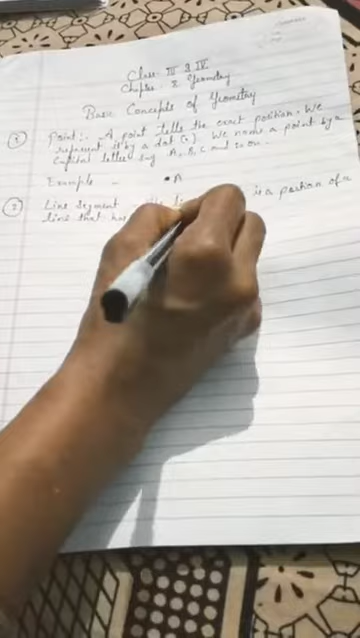 Class III & IV
Chapter - 8 Geometry
Basic Concepts of Geometry
① Point:- A point tells the exact position. We
represent it by a dot (•). We name a point by a
capital letter say A, B, C and so on.
Example - •A
② Line Segment is a portion of a
line that has